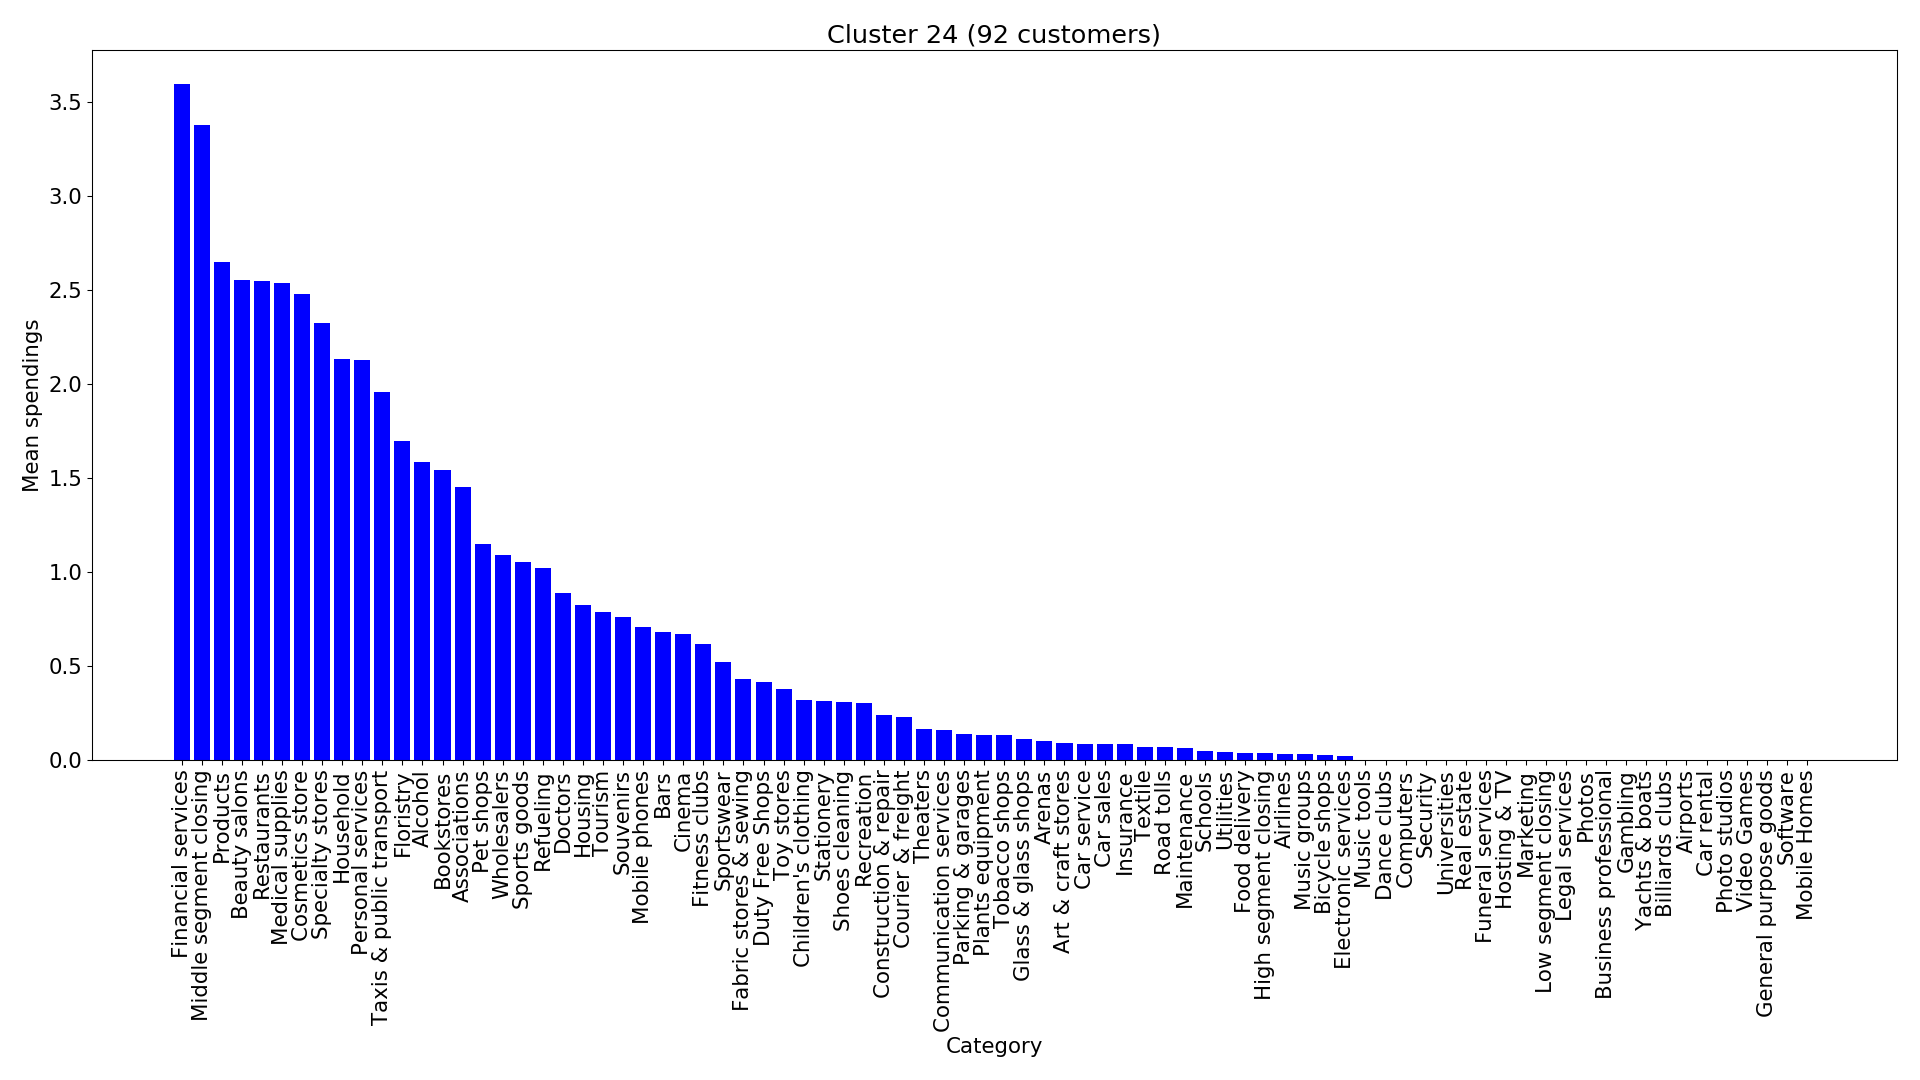 Cluster 24 (92 customers)
Mean spendings
3.5
3.0
2.5
2.0
1.5
1.0
0.5
0.0
Financial services
Middle segment closing
Products
Beauty salons
Restaurants
Medical supplies
Cosmetics store
Specialty stores
Household
Personal services
Taxis & public transport
Floristry
Alcohol
Bookstores
Associations
Pet shops
Wholesalers
Sports goods
Refueling
Doctors
Housing
Tourism
Souvenirs
Mobile phones
Bars
Cinema
Fitness clubs
Sportswear
Fabric stores & sewing
Duty Free Shops
Toy stores
Children's clothing
Stationery
Shoes cleaning
Recreation
Construction & repair
Courier & freight
Theaters
Communication services
Parking & garages
Plants equipment
Tobacco shops
Glass & glass shops
Arenas
Art & craft stores
Car service
Car sales
Insurance
Textile
Road tolls
Maintenance
Schools
Utilities
Food delivery
High segment closing
Airlines
Music groups
Bicycle shops
Electronic services
Music tools
Dance clubs
Computers
Security
Universities
Real estate
Funeral services
Hosting & TV
Marketing
Low segment closing
Legal services
Photos
Business professional
Gambling
Yachts & boats
Billiards clubs
Airports
Car rental
Photo studios
Video Games
General purpose goods
Software
Mobile Homes
Category